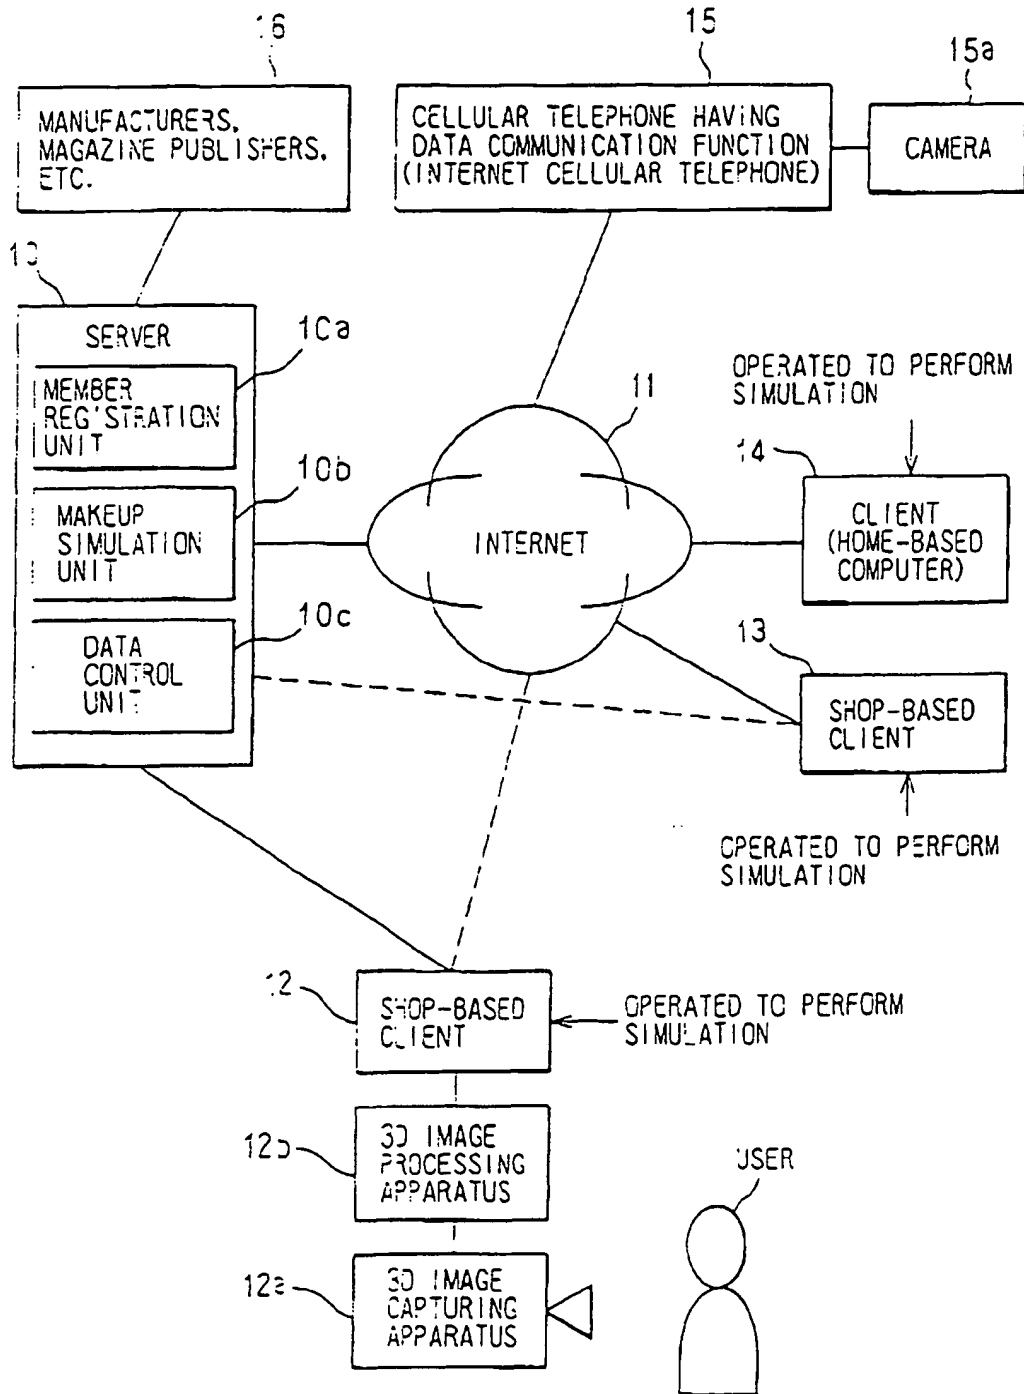 16
MANUFACTURERS,
MAGAZINE PUBLISHERS,
ETC.
15
CELLULAR TELEPHONE HAVING
DATA COMMUNICATION FUNCTION
(INTERNET CELLULAR TELEPHONE)
15a
CAMERA
10
SERVER
10a
MEMBER
REGISTRATION
UNIT
10b
MAKEUP
SIMULATION
UNIT
10c
DATA
CONTROL
UNIT
11
INTERNET
OPERATED TO PERFORM
SIMULATION
14
CLIENT
(HOME-BASED
COMPUTER)
13
SHOP-BASED
CLIENT
OPERATED TO PERFORM
SIMULATION
12
SHOP-BASED
CLIENT
OPERATED TO PERFORM
SIMULATION
12b
3D IMAGE
PROCESSING
APPARATUS
12a
3D IMAGE
CAPTURING
APPARATUS
USER